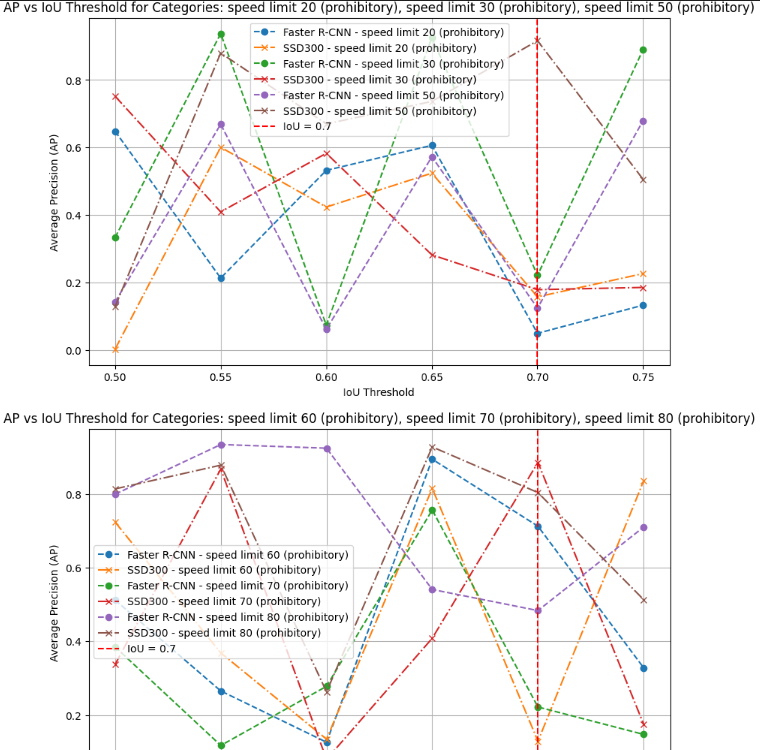 AP vs IoU Threshold for Categories: speed limit 20 (prohibitory), speed limit 30 (prohibitory), speed limit 50 (prohibitory)
Faster R-CNN - speed limit 20 (prohibitory)
SSD300 - speed limit 20 (prohibitory)
Faster R-CNN - speed limit 30 (prohibitory)
SSD300 - speed limit 30 (prohibitory)
Faster R-CNN - speed limit 50 (prohibitory)
SSD300 - speed limit 50 (prohibitory)
IoU = 0.7
Average Precision (AP)
0.8
0.6
0.4
0.2
0.0
0.50 0.55 0.60 0.65 0.70 0.75
IoU Threshold
AP vs IoU Threshold for Categories: speed limit 60 (prohibitory), speed limit 70 (prohibitory), speed limit 80 (prohibitory)
Faster R-CNN - speed limit 60 (prohibitory)
SSD300 - speed limit 60 (prohibitory)
Faster R-CNN - speed limit 70 (prohibitory)
SSD300 - speed limit 70 (prohibitory)
Faster R-CNN - speed limit 80 (prohibitory)
SSD300 - speed limit 80 (prohibitory)
IoU = 0.7
Average Precision (AP)
0.8
0.6
0.4
0.2